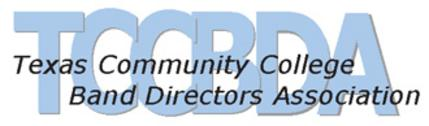 TCCBDA
Texas Community College
Band Directors Association